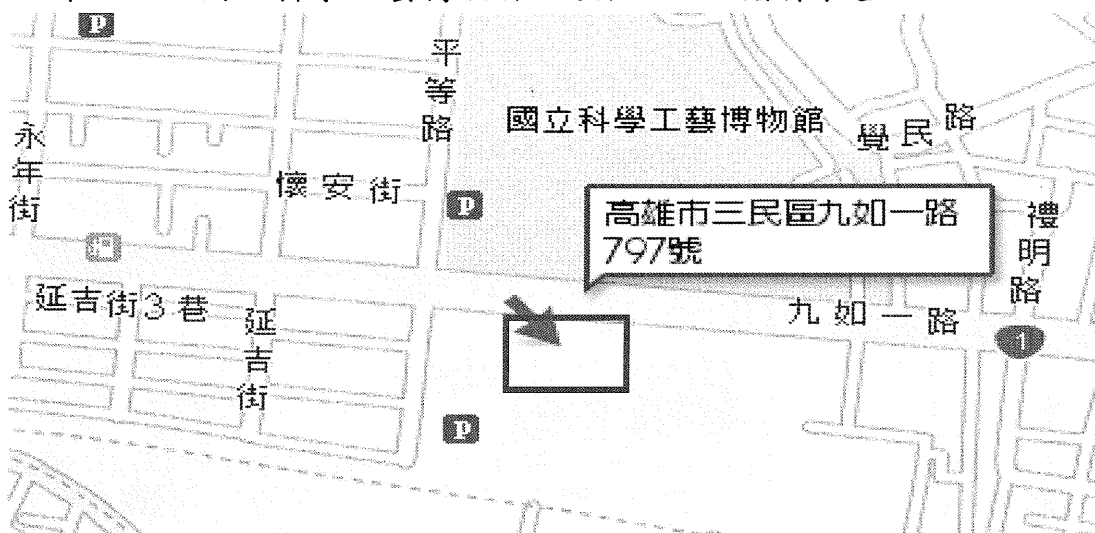 P
平等路
國立科學工藝博物館
覺民路
永年街
懷安街
P
高雄市三民區九如一路
797號
禮明路
延吉街3巷
延吉街
九如一路
1
P